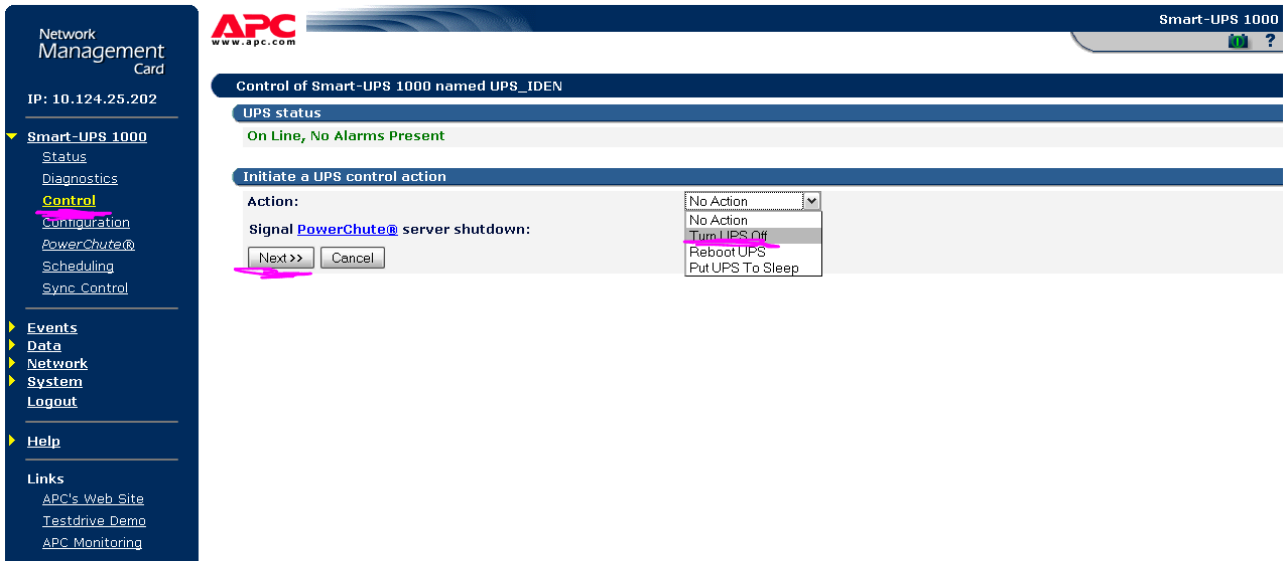 Network
Management
Card
IP: 10.124.25.202
Smart-UPS 1000
Status
Diagnostics
Control
Configuration
PowerChute®
Scheduling
Sync Control
Events
Data
Network
System
Logout
Help
Links
APC's Web Site
Testdrive Demo
APC Monitoring
APC
www.apc.com
Smart-UPS 1000
?
Control of Smart-UPS 1000 named UPS_IDEN
UPS status
On Line, No Alarms Present
Initiate a UPS control action
Action:
No Action
No Action
Turn UPS Off
Reboot UPS
Put UPS To Sleep
Signal PowerChute® server shutdown:
Next>> Cancel